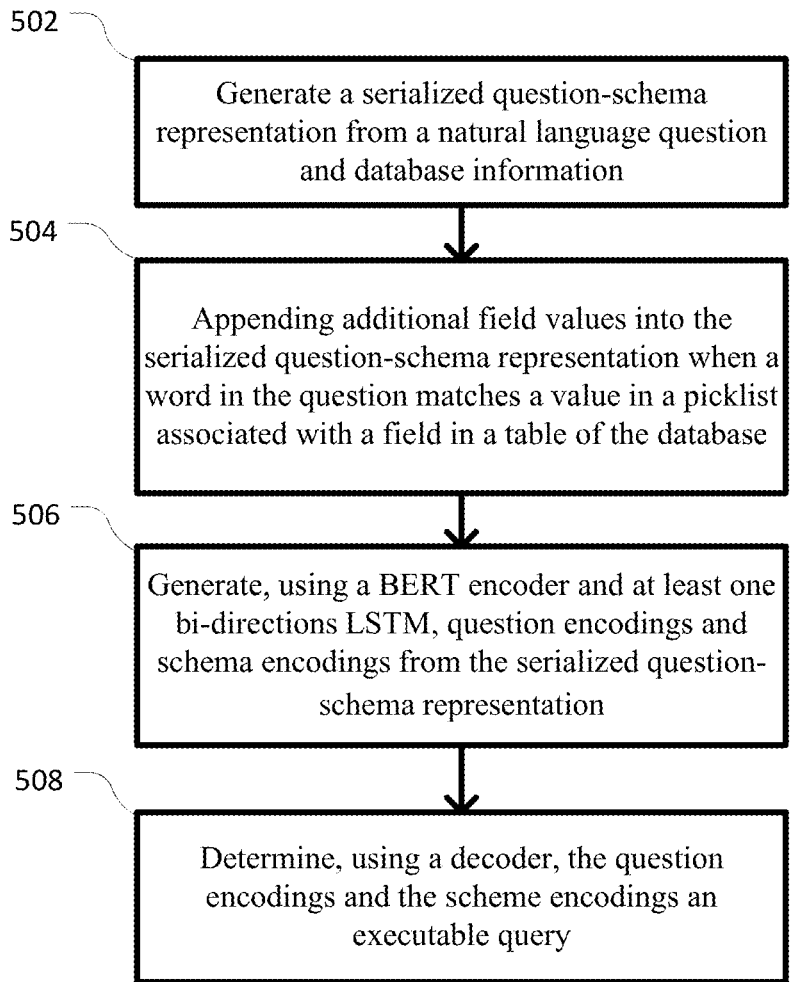 502
Generate a serialized question-schema
representation from a natural language question
and database information
504
Appending additional field values into the
serialized question-schema representation when a
word in the question matches a value in a picklist
associated with a field in a table of the database
506
Generate, using a BERT encoder and at least one
bi-directions LSTM, question encodings and
schema encodings from the serialized question-
schema representation
508
Determine, using a decoder, the question
encodings and the scheme encodings an
executable query